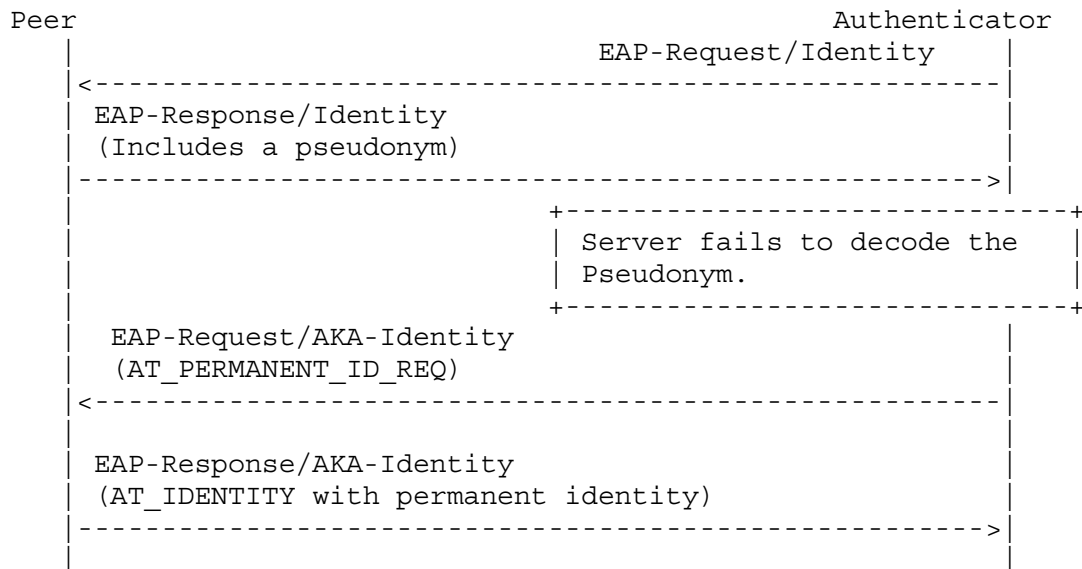 Peer Authenticator
EAP-Request/Identity
EAP-Response/Identity
(Includes a pseudonym)
Server fails to decode the
Pseudonym.
EAP-Request/AKA-Identity
(AT_PERMANENT_ID_REQ)
EAP-Response/AKA-Identity
(AT_IDENTITY with permanent identity)